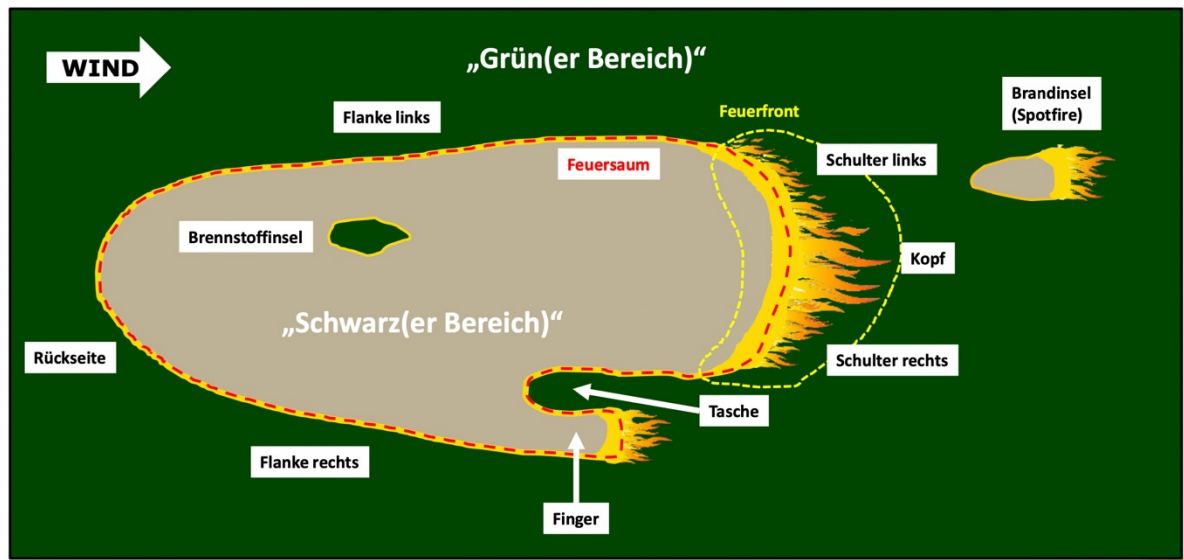 „Grün(er Bereich)“
WIND
Brandinsel
(Spotfire)
Flanke links
Feuerfront
Feuersaum
Schulter links
Brennstoffinsel
Kopf
„Schwarz(er Bereich)“
Rückseite
Schulter rechts
Tasche
Flanke rechts
Finger